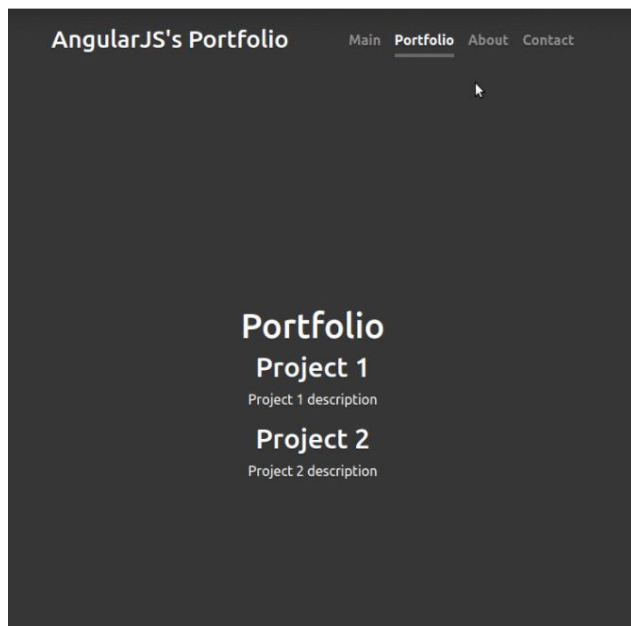 AngularJS's Portfolio Main Portfolio About Contact
Portfolio
Project 1
Project 1 description
Project 2
Project 2 description